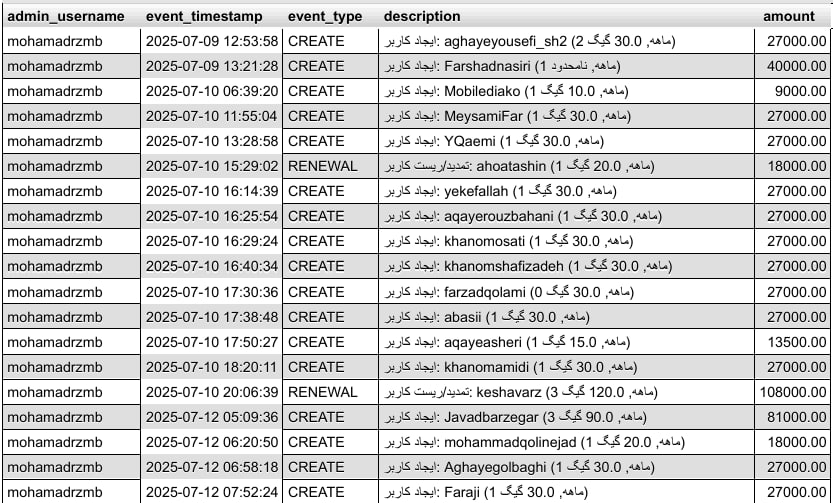 admin_username event_timestamp event_type description amount
mohamadrzmb 2025-07-09 12:53:58 CREATE ایجاد کاربر: aghayeyousefi_sh2 (2 ماهه, 30.0 گیگ) 27000.00
mohamadrzmb 2025-07-09 13:21:28 CREATE ایجاد کاربر: Farshadnasiri (1 ماهه, نامحدود) 40000.00
mohamadrzmb 2025-07-10 06:39:20 CREATE ایجاد کاربر: Mobilediako (1 ماهه, 10.0 گیگ) 9000.00
mohamadrzmb 2025-07-10 11:55:04 CREATE ایجاد کاربر: MeysamiFar (1 ماهه, 30.0 گیگ) 27000.00
mohamadrzmb 2025-07-10 13:28:58 CREATE ایجاد کاربر: YQaemi (1 ماهه, 30.0 گیگ) 27000.00
mohamadrzmb 2025-07-10 15:29:02 RENEWAL تمدید/ریست کاربر: ahoatashin (1 ماهه, 20.0 گیگ) 18000.00
mohamadrzmb 2025-07-10 16:14:39 CREATE ایجاد کاربر: yekefallah (1 ماهه, 30.0 گیگ) 27000.00
mohamadrzmb 2025-07-10 16:25:54 CREATE ایجاد کاربر: aqayerouzbahani (1 ماهه, 30.0 گیگ) 27000.00
mohamadrzmb 2025-07-10 16:29:24 CREATE ایجاد کاربر: khanomosati (1 ماهه, 30.0 گیگ) 27000.00
mohamadrzmb 2025-07-10 16:40:34 CREATE ایجاد کاربر: khanomshafizadeh (1 ماهه, 30.0 گیگ) 27000.00
mohamadrzmb 2025-07-10 17:30:36 CREATE ایجاد کاربر: farzadqolami (0 ماهه, 30.0 گیگ) 27000.00
mohamadrzmb 2025-07-10 17:38:48 CREATE ایجاد کاربر: abasii (1 ماهه, 30.0 گیگ) 27000.00
mohamadrzmb 2025-07-10 17:50:27 CREATE ایجاد کاربر: aqayeasheri (1 ماهه, 15.0 گیگ) 13500.00
mohamadrzmb 2025-07-10 18:20:11 CREATE ایجاد کاربر: khanomamidi (1 ماهه, 30.0 گیگ) 27000.00
mohamadrzmb 2025-07-10 20:06:39 RENEWAL تمدید/ریست کاربر: keshavarz (3 ماهه, 120.0 گیگ) 108000.00
mohamadrzmb 2025-07-12 05:09:36 CREATE ایجاد کاربر: Javadbarzegar (3 ماهه, 90.0 گیگ) 81000.00
mohamadrzmb 2025-07-12 06:20:50 CREATE ایجاد کاربر: mohammadqolinejad (1 ماهه, 20.0 گیگ) 18000.00
mohamadrzmb 2025-07-12 06:58:18 CREATE ایجاد کاربر: Aghayegolbaghi (1 ماهه, 30.0 گیگ) 27000.00
mohamadrzmb 2025-07-12 07:52:24 CREATE ایجاد کاربر: Faraji (1 ماهه, 30.0 گیگ) 27000.00